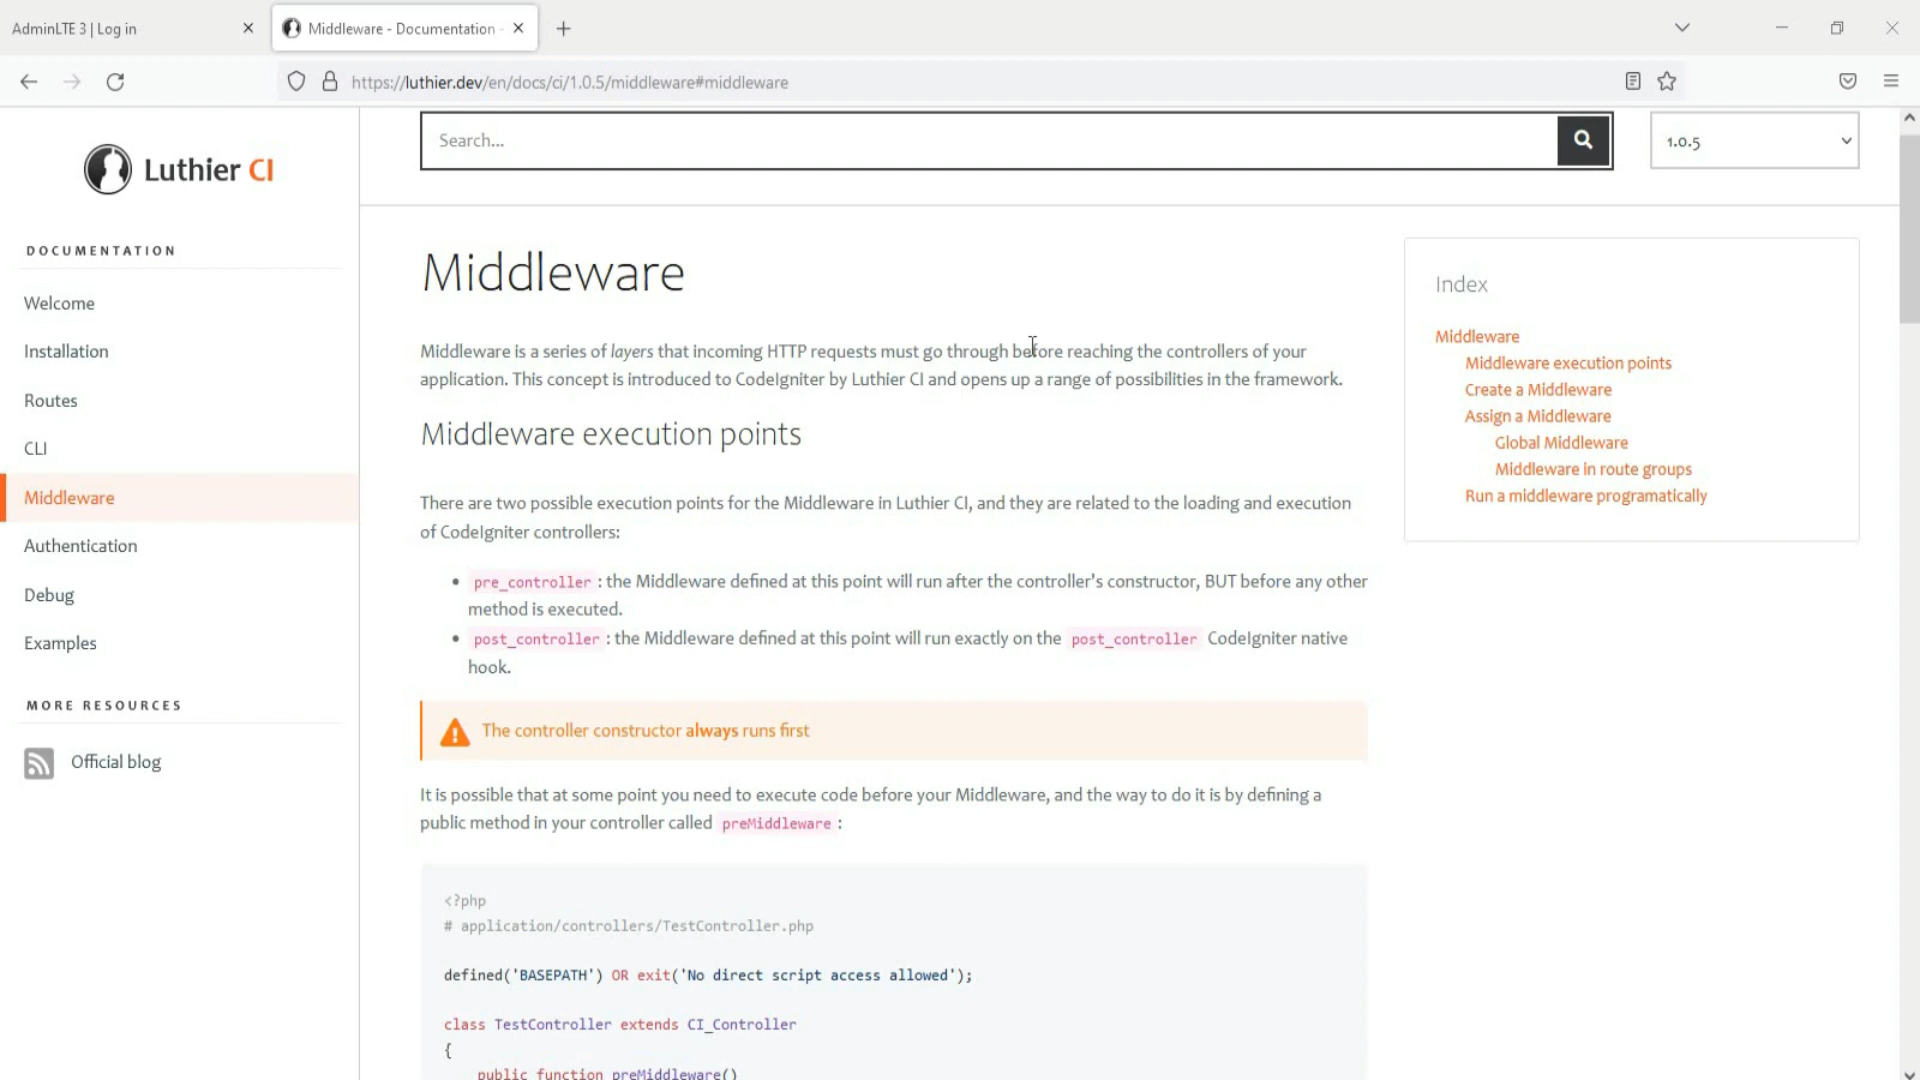 AdminLTE 3 | Log in
Middleware - Documentation -
https://luthier.dev/en/docs/ci/1.0.5/middleware#middleware
Luthier CI
Search...
1.0.5
DOCUMENTATION
Welcome
Installation
Routes
CLI
Middleware
Authentication
Debug
Examples
MORE RESOURCES
Official blog
Middleware
Middleware is a series of layers that incoming HTTP requests must go through before reaching the controllers of your
application. This concept is introduced to CodeIgniter by Luthier CI and opens up a range of possibilities in the framework.
Middleware execution points
There are two possible execution points for the Middleware in Luthier CI, and they are related to the loading and execution
of CodeIgniter controllers:
• pre_controller : the Middleware defined at this point will run after the controller's constructor, BUT before any other
method is executed.
• post_controller : the Middleware defined at this point will run exactly on the post_controller CodeIgniter native
hook.
The controller constructor always runs first
It is possible that at some point you need to execute code before your Middleware, and the way to do it is by defining a
public method in your controller called preMiddleware :
<?php
# application/controllers/TestController.php
defined('BASEPATH') OR exit('No direct script access allowed');
class TestController extends CI_Controller
{
public function preMiddleware()
Index
Middleware
Middleware execution points
Create a Middleware
Assign a Middleware
Global Middleware
Middleware in route groups
Run a middleware programatically